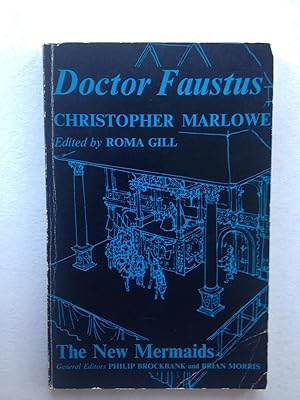 Doctor Faustus
CHRISTOPHER MARLOWE
Edited by ROMA GILL
The New Mermaids
General Editors PHILIP BROCKBANK and BRIAN MORRIS